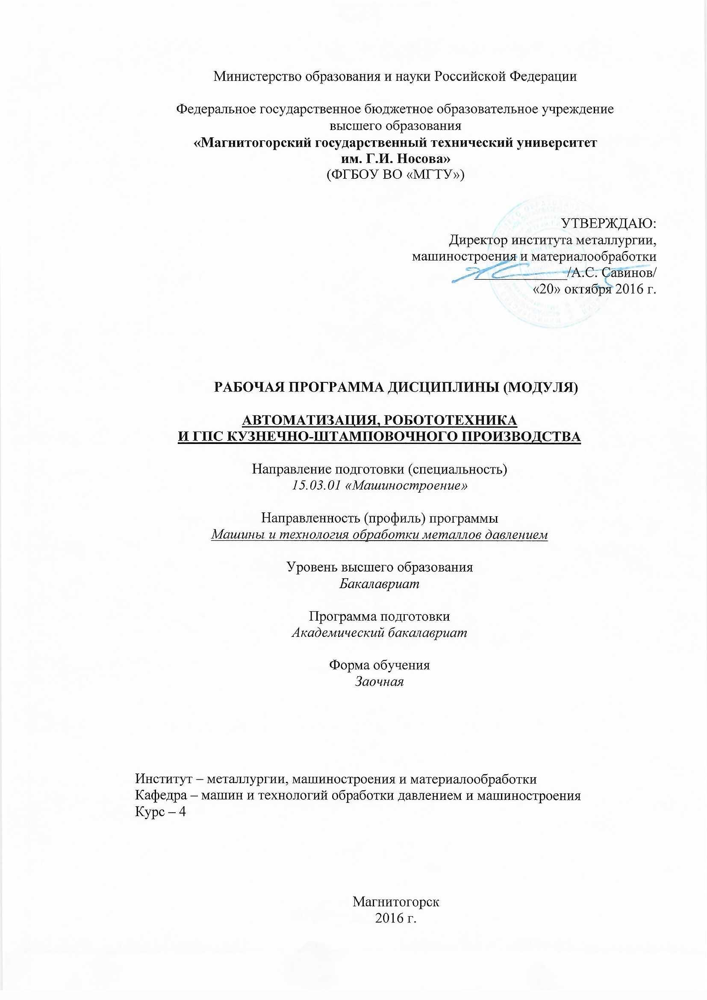 Министерство образования и науки Российской Федерации
Федеральное государственное бюджетное образовательное учреждение
высшего образования
«Магнитогорский государственный технический университет
им. Г.И. Носова»
(ФГБОУ ВО «МГТУ»)
УТВЕРЖДАЮ:
Директор института металлургии,
машиностроения и материалообработки
/А.С. Савинов/
«20» октября 2016 г.
РАБОЧАЯ ПРОГРАММА ДИСЦИПЛИНЫ (МОДУЛЯ)
АВТОМАТИЗАЦИЯ, РОБОТОТЕХНИКА
И ГПС КУЗНЕЧНО-ШТАМПОВОЧНОГО ПРОИЗВОДСТВА
Направление подготовки (специальность)
15.03.01 «Машиностроение»
Направленность (профиль) программы
Машины и технология обработки металлов давлением
Уровень высшего образования
Бакалавриат
Программа подготовки
Академический бакалавриат
Форма обучения
Заочная
Институт – металлургии, машиностроения и материалообработки
Кафедра – машин и технологий обработки давлением и машиностроения
Курс – 4
Магнитогорск
2016 г.